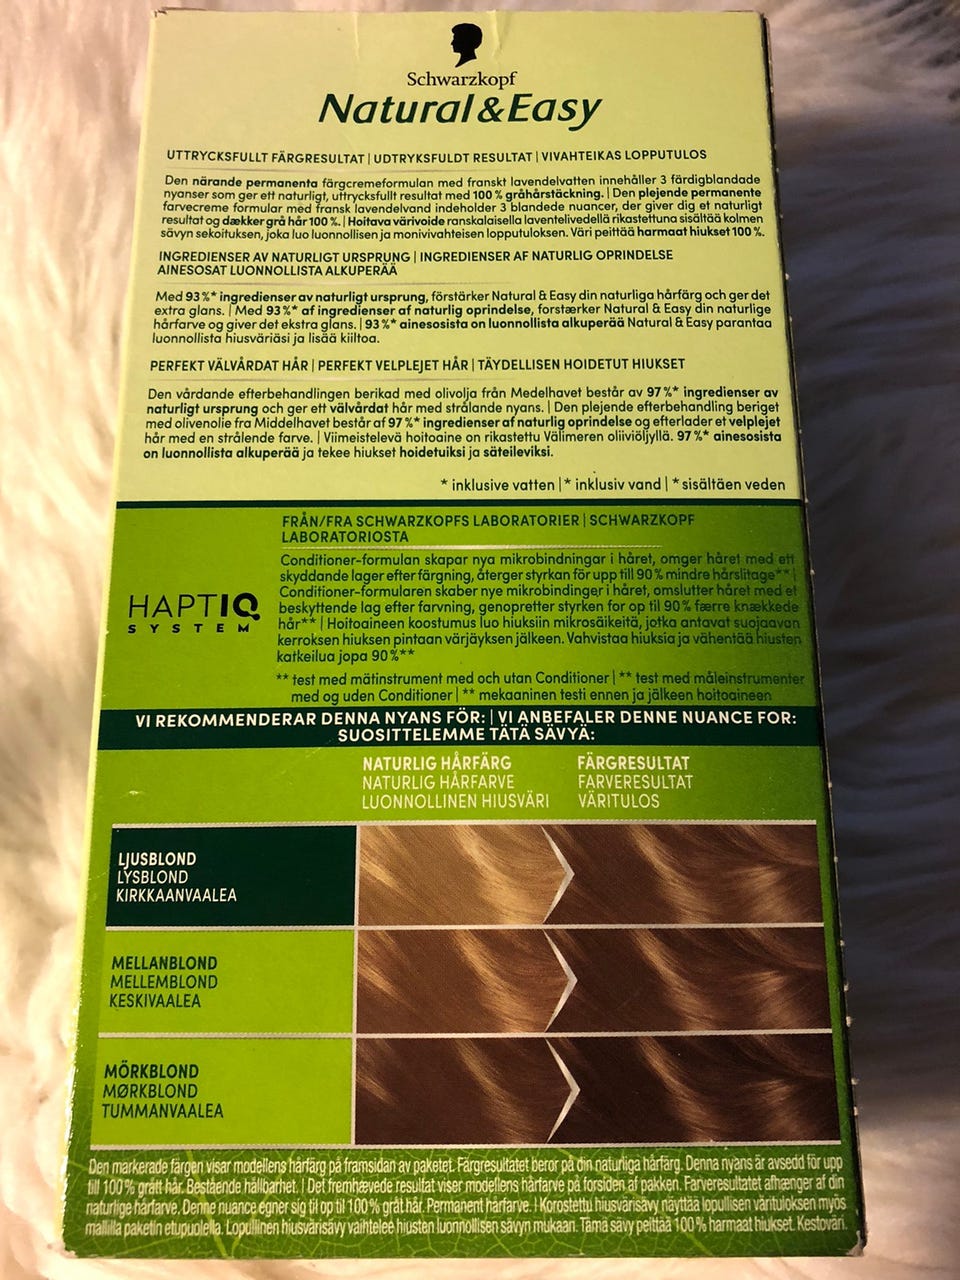 Schwarzkopf
Natural&Easy
UTTRYCKSFULLT FÄRGRESULTAT | UDTRYKSFULDT RESULTAT | VIVAHTEIKAS LOPPUTULOS
Den närande permanenta färgcremeformulan med franskt lavendelvatten innehåller 3 färdigblandade
nyanser som ger ett naturligt, uttrycksfullt resultat med 100 % gråhårstäckning. | Den plejende permanente
farvecreme formular med fransk lavendelvand indeholder 3 blandede nuancer, der giver dig et naturligt
resultat og dækker grå hår 100 %. | Hoitava värivoide ranskalaisella laventelivedellä rikastettuna sisältää kolmen
sävyn sekoituksen, joka luo luonnollisen ja monivivahteisen lopputuloksen. Väri peittää harmaat hiukset 100 %.
INGREDIENSER AV NATURLIGT URSPRUNG | INGREDIENSER AF NATURLIG OPRINDELSE
AINESOSAT LUONNOLLISTA ALKUPERÄÄ
Med 93 %* ingredienser av naturligt ursprung, förstärker Natural & Easy din naturliga hårfärg och ger det
extra glans. | Med 93%* af ingredienser af naturlig oprindelse, forstærker Natural & Easy din naturlige
hårfarve og giver det ekstra glans. | 93 %* ainesosista on luonnollista alkuperää Natural & Easy parantaa
luonnollista hiusväriäsi ja lisää kiiltoa.
PERFEKT VÄLVÅRDAT HÅR | PERFEKT VELPLEJET HÅR | TÄYDELLISEN HOIDETUT HIUKSET
Den vårdande efterbehandlingen berikad med olivolja från Medelhavet består av 97 %* ingredienser av
naturligt ursprung och ger ett välvårdat hår med strålande nyans. | Den plejende efterbehandling beriget
med olivenolie fra Middelhavet består af 97 %* ingredienser af naturlig oprindelse og efterlader et velplejet
hår med en strålende farve. | Viimeistelevä hoitoaine on rikastettu Välimeren oliiviöljyllä. 97 %* ainesosista
on luonnollista alkuperää ja tekee hiukset hoidetuiksi ja säteileviksi.
* inklusive vatten | * inklusiv vand | * sisältäen veden
FRÅN/FRA SCHWARZKOPFS LABORATORIER | SCHWARZKOPF
LABORATORIOSTA
HAPTIQ
SYSTEM
Conditioner-formulan skapar nya mikrobindningar i håret, omger håret med ett
skyddande lager efter färgning, återger styrkan för upp till 90 % mindre hårslitage** |
Conditioner-formularen skaber nye mikrobindinger i håret, omslutter håret med et
beskyttende lag efter farvning, genopretter styrken for op til 90 % færre knækkede
hår** | Hoitoaineen koostumus luo hiuksiin mikrosäikeitä, jotka antavat suojaavan
kerroksen hiuksen pintaan värjäyksen jälkeen. Vahvistaa hiuksia ja vähentää hiusten
katkeilua jopa 90 %**
** test med mätinstrument med och utan Conditioner | ** test med måleinstrumenter
med og uden Conditioner | ** mekaaninen testi ennen ja jälkeen hoitoaineen
VI REKOMMENDERAR DENNA NYANS FÖR: | VI ANBEFALER DENNE NUANCE FOR:
SUOSITTELEMME TÄTÄ SÄVYÄ:
NATURLIG HÅRFÄRG
NATURLIG HÅRFARVE
LUONNOLLINEN HIUSVÄRI
FÄRGRESULTAT
FARVERESULTAT
VÄRITULOS
LJUSBLOND
LYSBLOND
KIRKKAANVAALEA
MELLANBLOND
MELLEMBLOND
KESKIVAALEA
MÖRKBLOND
MØRKBLOND
TUMMANVAALEA
Den markerade färgen visar modellens hårfärg på framsidan av paketet. Färgresultatet beror på din naturliga hårfärg. Denna nyans är avsedd för upp
till 100 % grått hår. Bestående hållbarhet. | Det fremhævede resultat viser modellens hårfarve på forsiden af pakken. Farveresultatet afhænger af din
naturlige hårfarve. Denne nuance egner sig til op til 100 % gråt hår. Permanent hårfarve. | Korostettu hiusvärisävy näyttää lopullisen värituloksen myös
mallilla paketin etupuolella. Lopullinen hiusvärisävy vaihtelee hiusten luonnollisen sävyn mukaan. Tämä sävy peittää 100 % harmaat hiukset. Kestoväri.